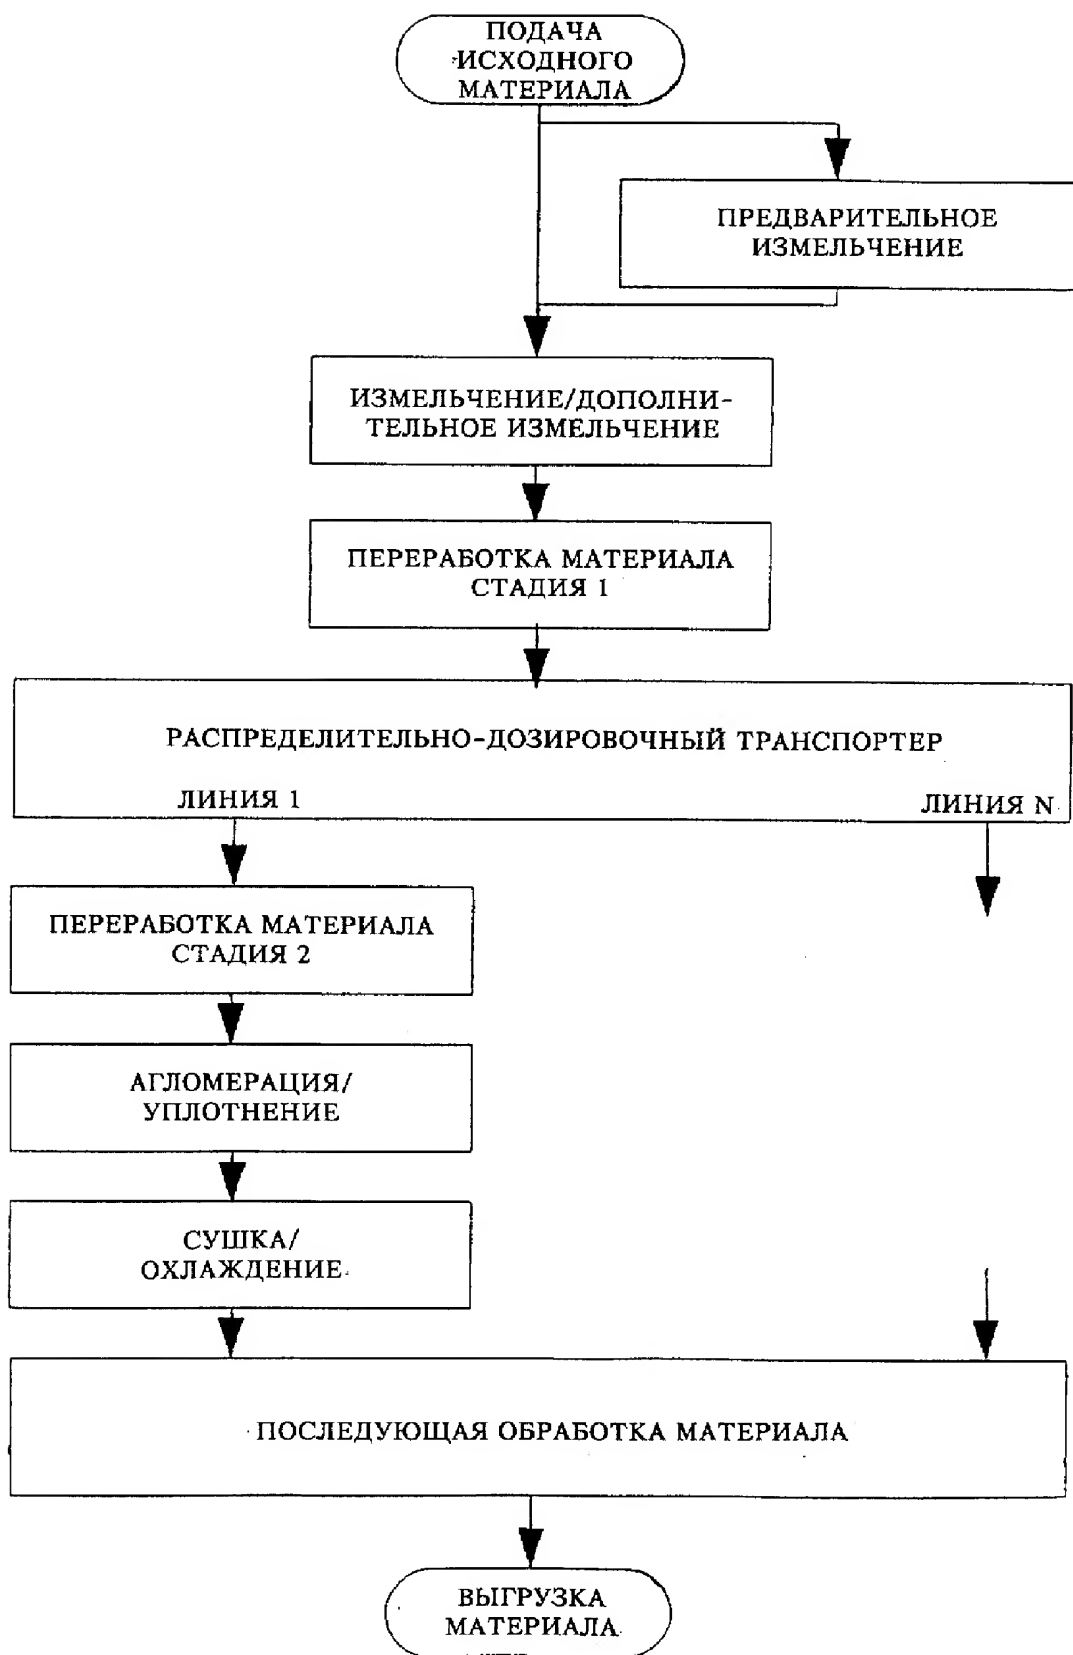 ПОДАЧА
ИСХОДНОГО
МАТЕРИАЛА
ПРЕДВАРИТЕЛЬНОЕ
ИЗМЕЛЬЧЕНИЕ
ИЗМЕЛЬЧЕНИЕ/ДОПОЛНИ-
ТЕЛЬНОЕ ИЗМЕЛЬЧЕНИЕ
ПЕРЕРАБОТКА МАТЕРИАЛА
СТАДИЯ 1
РАСПРЕДЕЛИТЕЛЬНО-ДОЗИРОВОЧНЫЙ ТРАНСПОРТЕР
ЛИНИЯ 1
ЛИНИЯ N
ПЕРЕРАБОТКА МАТЕРИАЛА
СТАДИЯ 2
АГЛОМЕРАЦИЯ/
УПЛОТНЕНИЕ
СУШКА/
ОХЛАЖДЕНИЕ
ПОСЛЕДУЮЩАЯ ОБРАБОТКА МАТЕРИАЛА
ВЫГРУЗКА
МАТЕРИАЛА